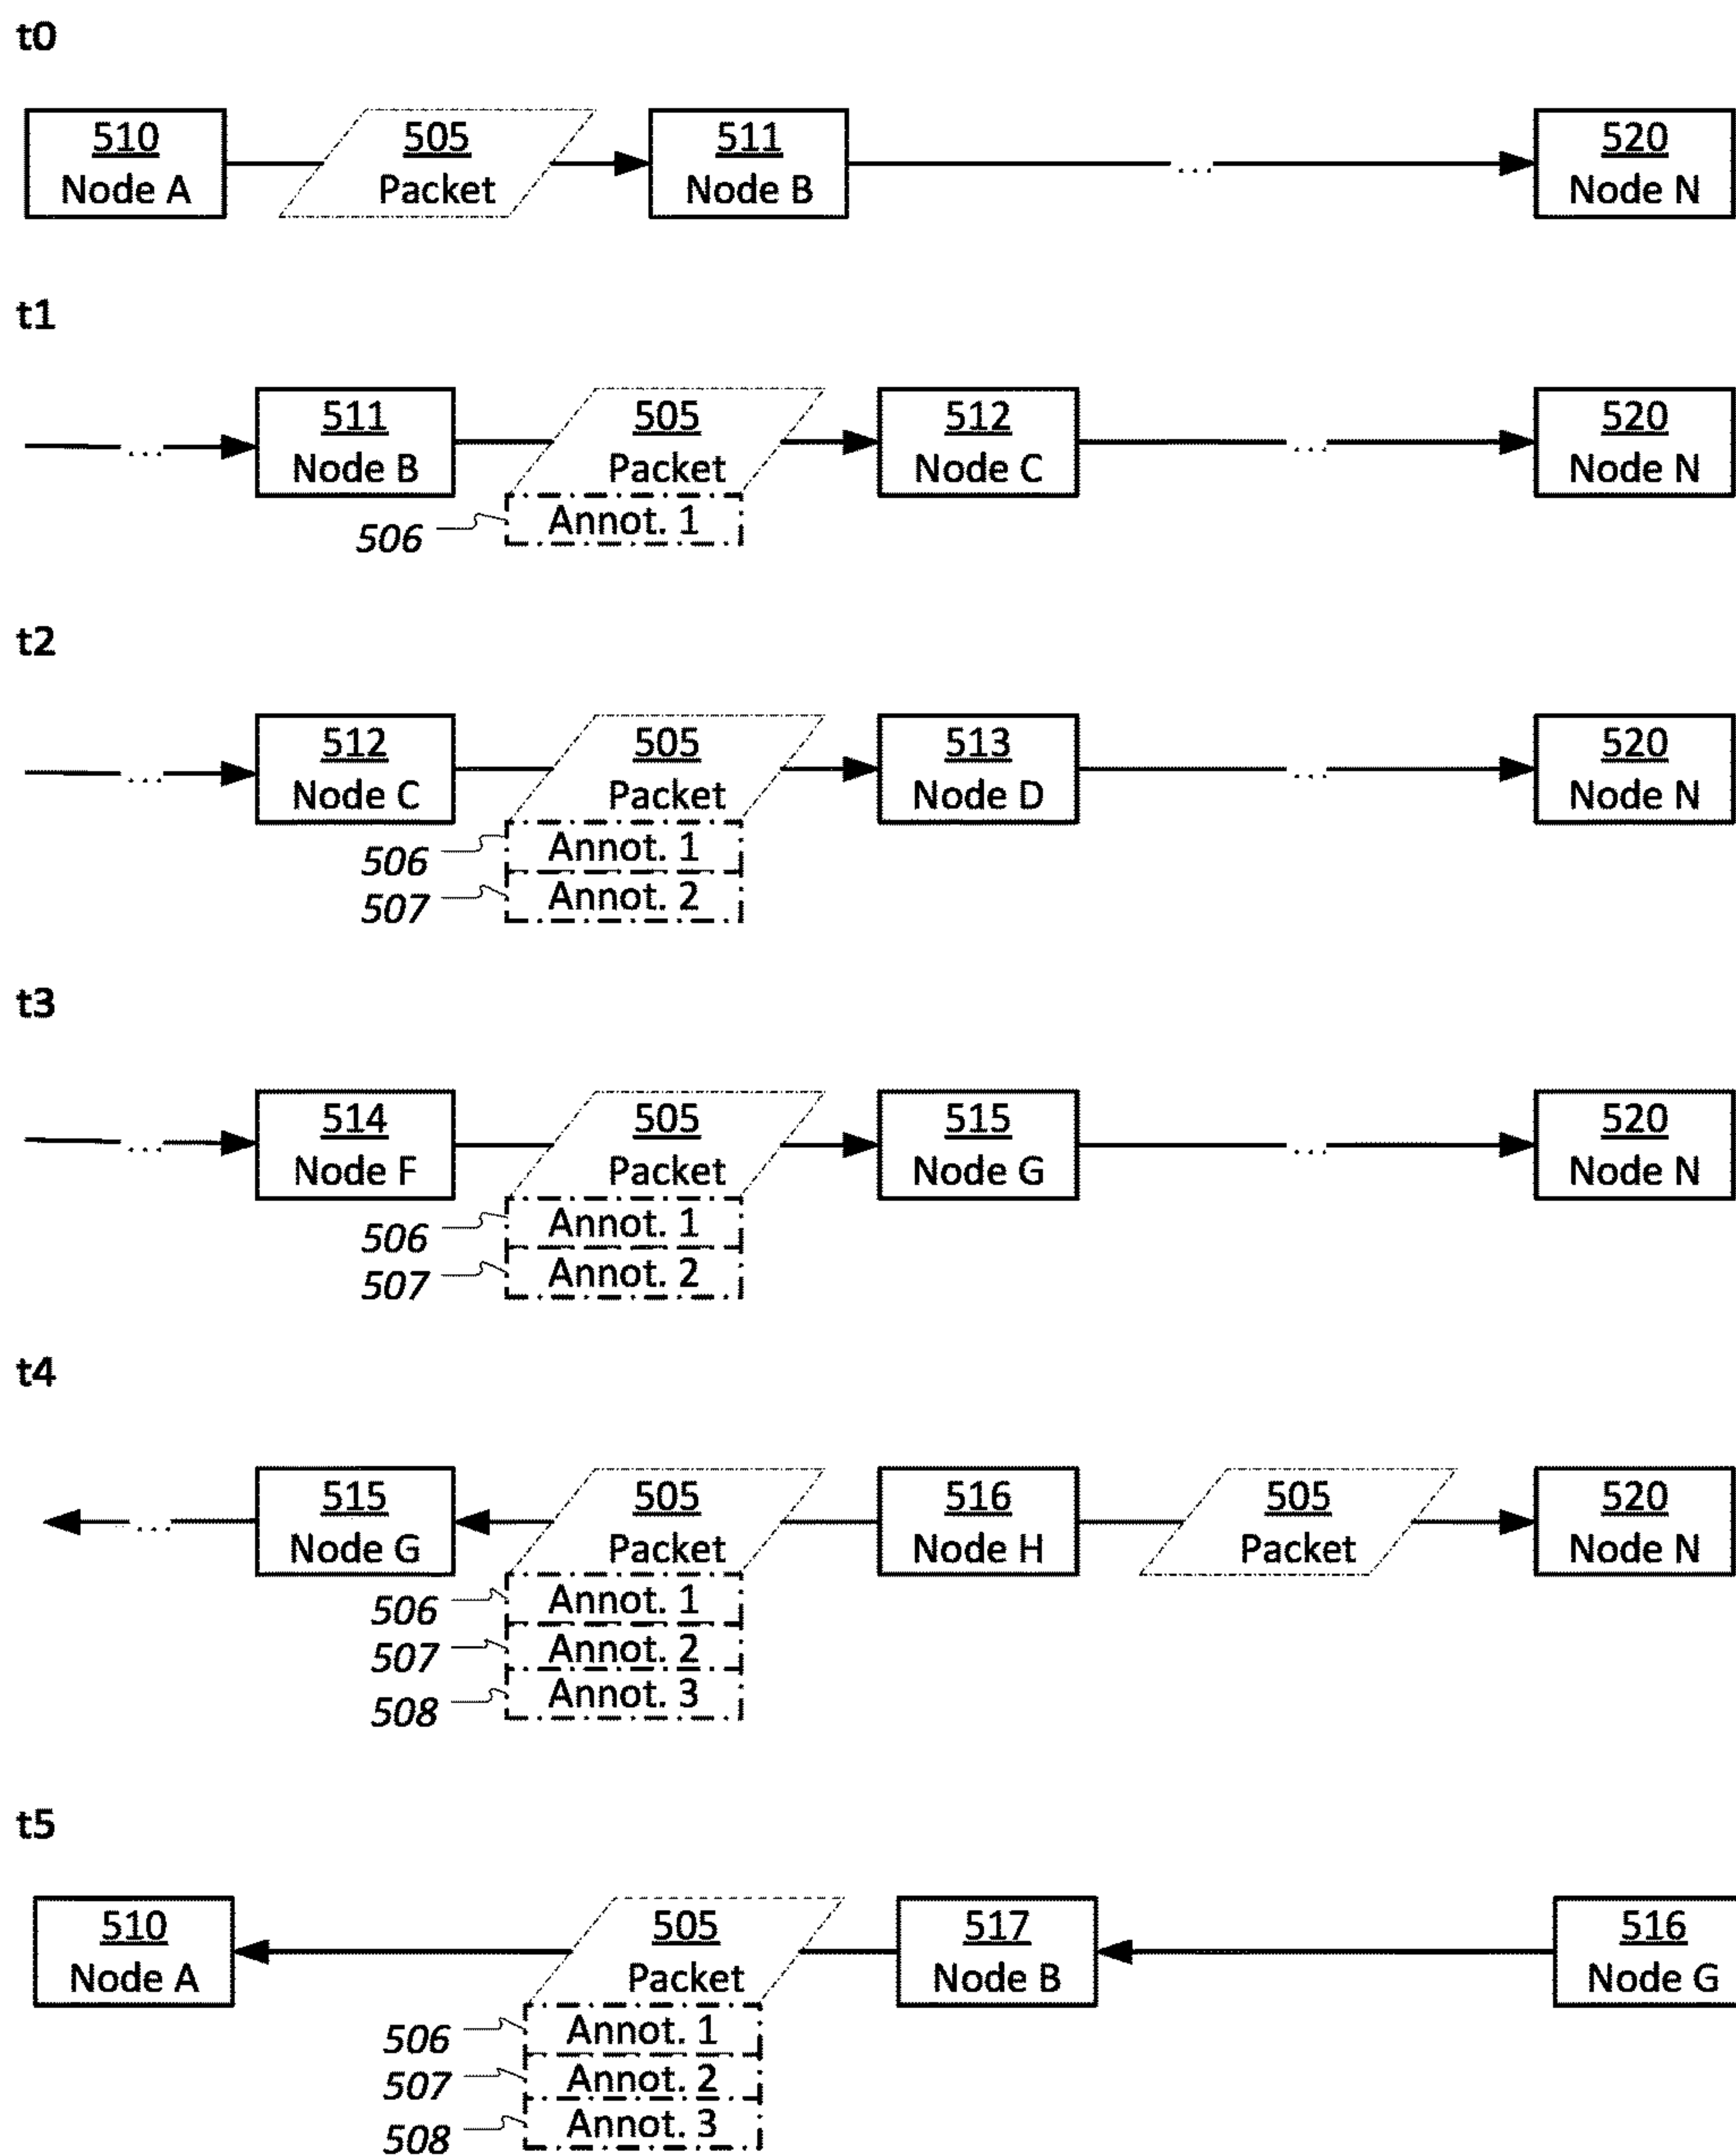 t0
510 505 511 520
Node A Packet Node B ... Node N
t1
511 505 512 520
... Node B Packet Node C ... Node N
506 Annot. 1
t2
512 505 513 520
... Node C Packet Node D ... Node N
506 Annot. 1
507 Annot. 2
t3
514 505 515 520
... Node F Packet Node G ... Node N
506 Annot. 1
507 Annot. 2
t4
515 505 516 505 520
... Node G Packet Node H Packet Node N
506 Annot. 1
507 Annot. 2
508 Annot. 3
t5
510 505 517 516
Node A Packet Node B Node G
506 Annot. 1
507 Annot. 2
508 Annot. 3